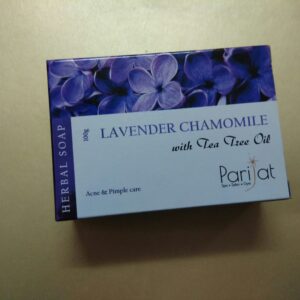 HERBAL SOAP
100g
LAVENDER CHAMOMILE
with Tea Tree Oil
Acne & Pimple care
Parijat